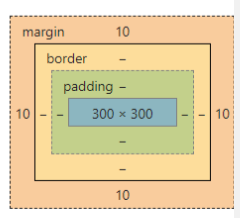 margin 10
border –
padding –
10 – – 300 × 300 – – 10
–
–
10